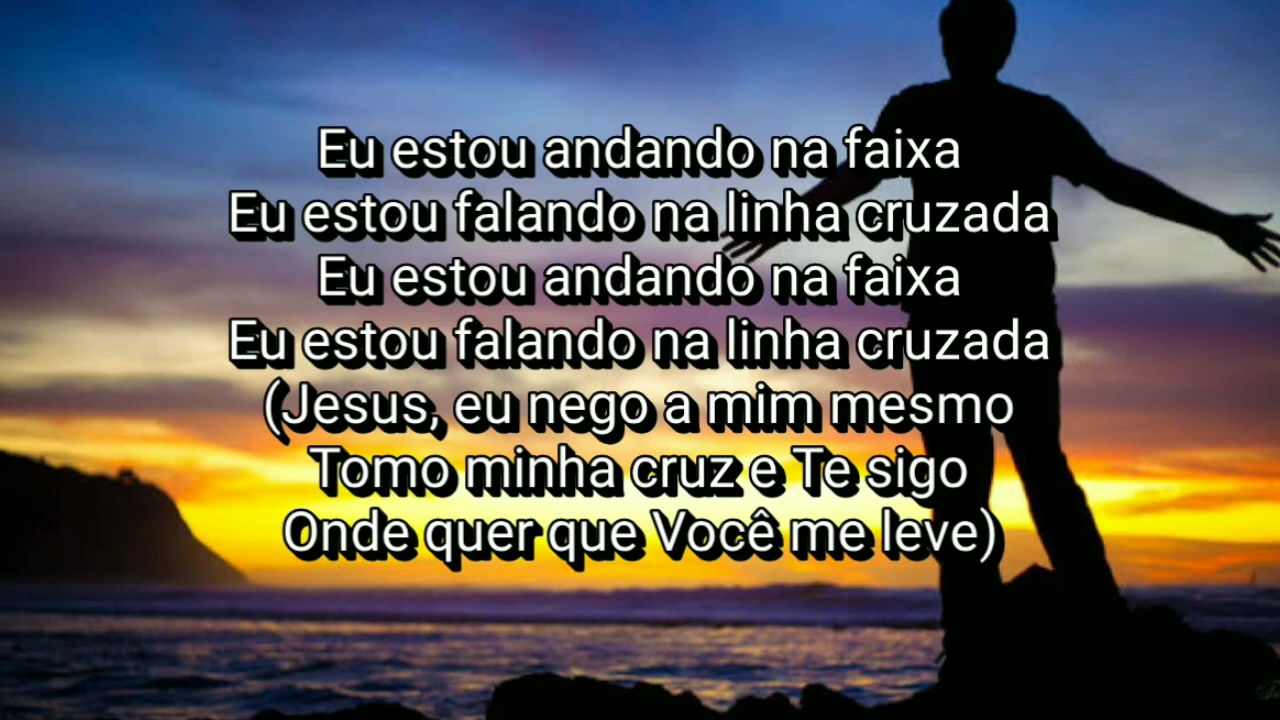 Eu estou andando na faixa
Eu estou falando na linha cruzada
Eu estou andando na faixa
Eu estou falando na linha cruzada
(Jesus, eu nego a mim mesmo
Tomo minha cruz e Te sigo
Onde quer que Você me leve)